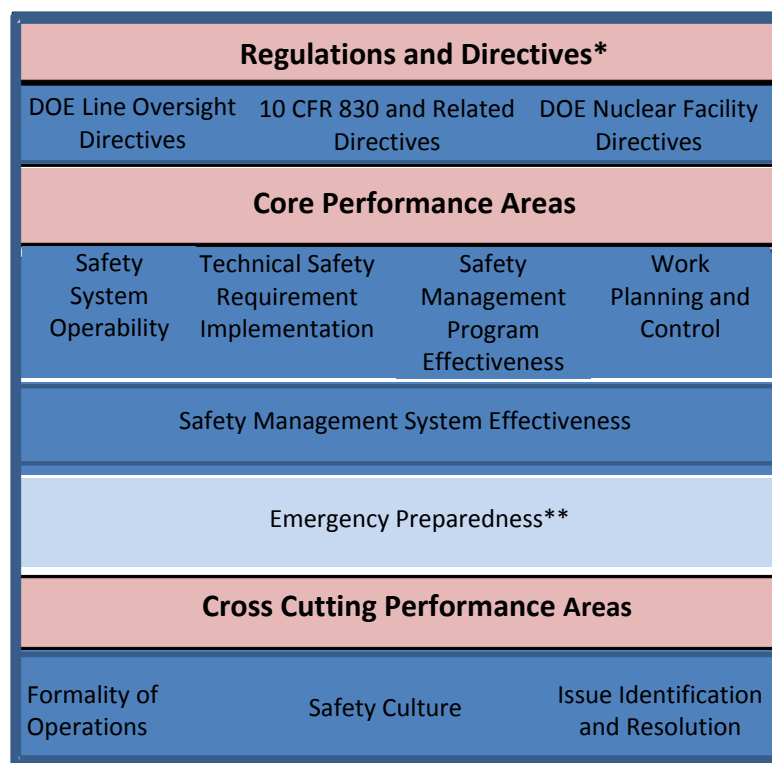 Regulations and Directives*
DOE Line Oversight
Directives
10 CFR 830 and Related
Directives
DOE Nuclear Facility
Directives
Core Performance Areas
Safety
System
Operability
Technical Safety
Requirement
Implementation
Safety
Management
Program
Effectiveness
Work
Planning and
Control
Safety Management System Effectiveness
Emergency Preparedness**
Cross Cutting Performance Areas
Formality of
Operations
Safety Culture
Issue Identification
and Resolution